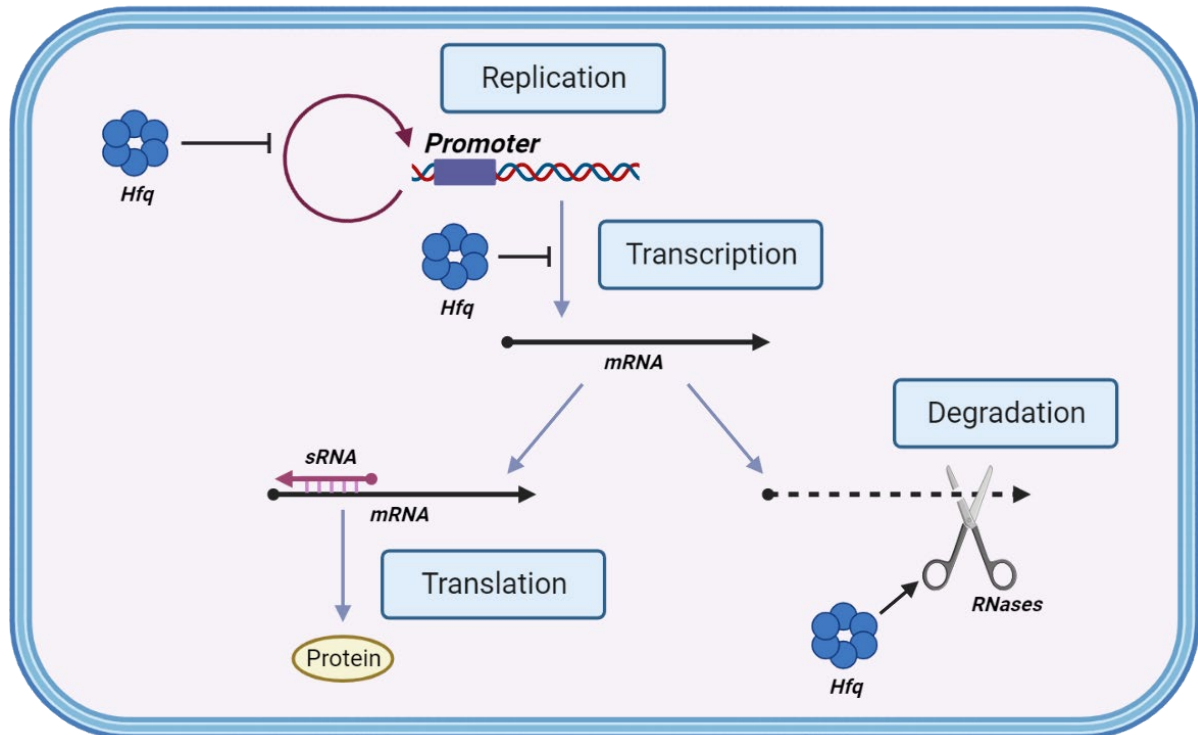 Replication
Promoter
Hfq
Transcription
Hfq
mRNA
Degradation
sRNA
mRNA
Translation
RNases
Protein
Hfq